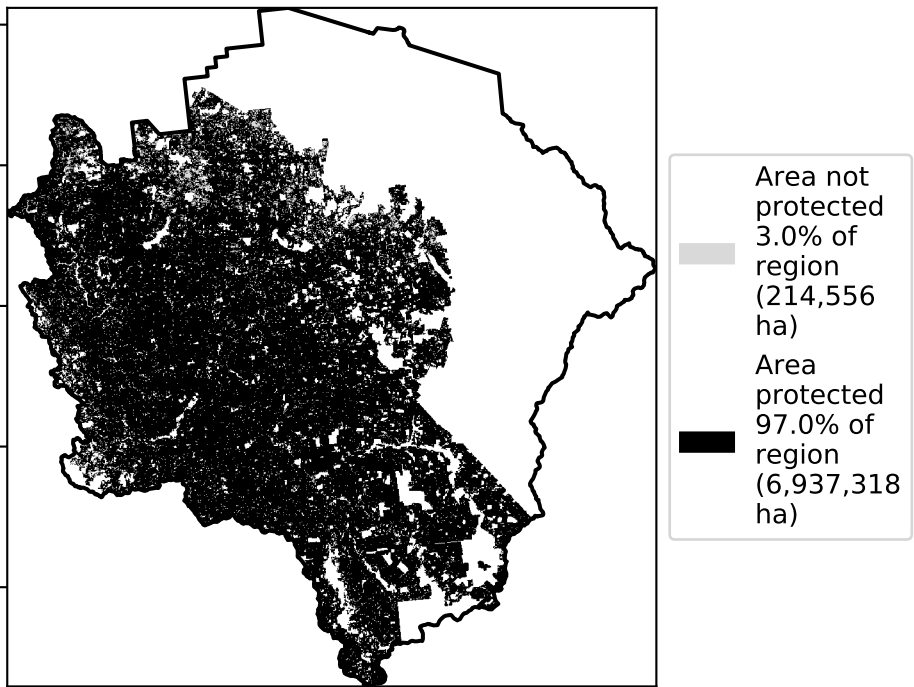 Area not
protected
3.0% of
region
(214,556
ha)
Area
protected
97.0% of
region
(6,937,318
ha)